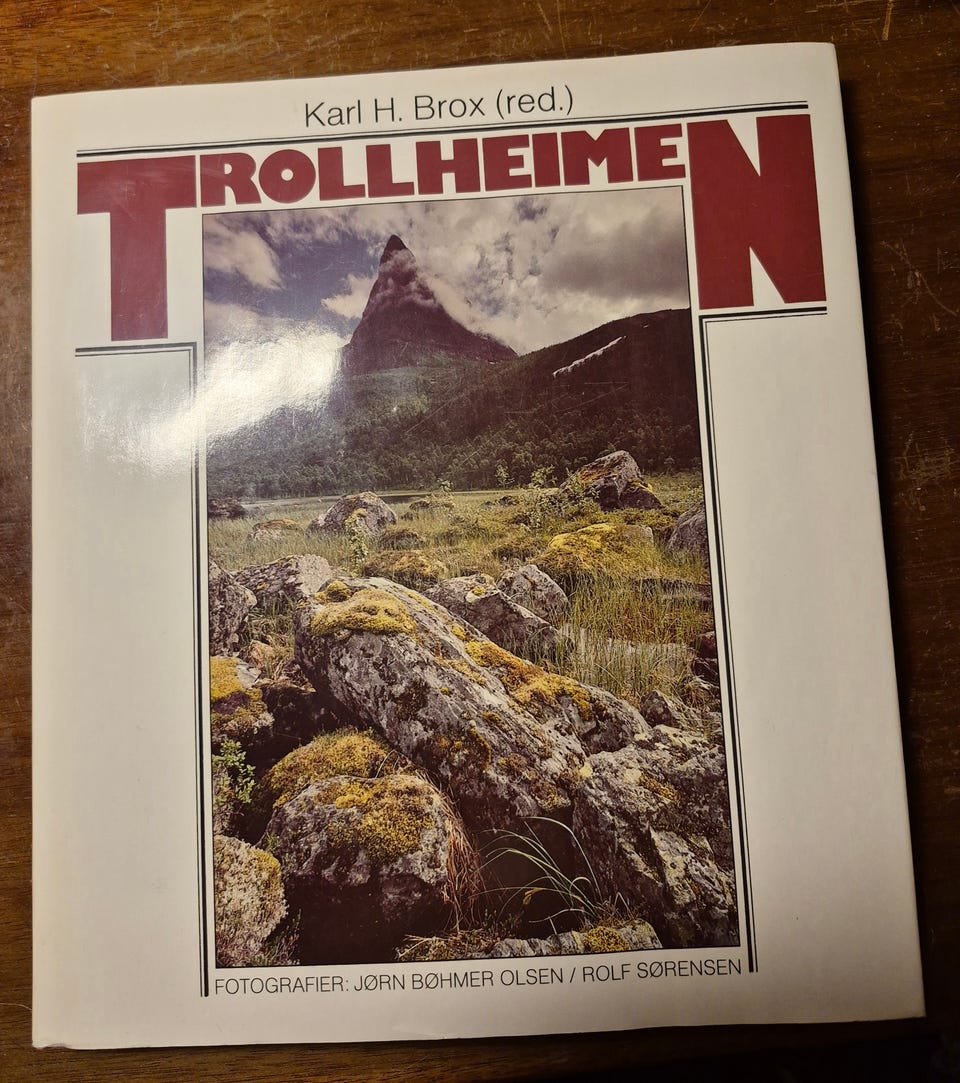 Karl H. Brox (red.)
TROLLHEIMEN
FOTOGRAFIER: JØRN BØHMER OLSEN / ROLF SØRENSEN